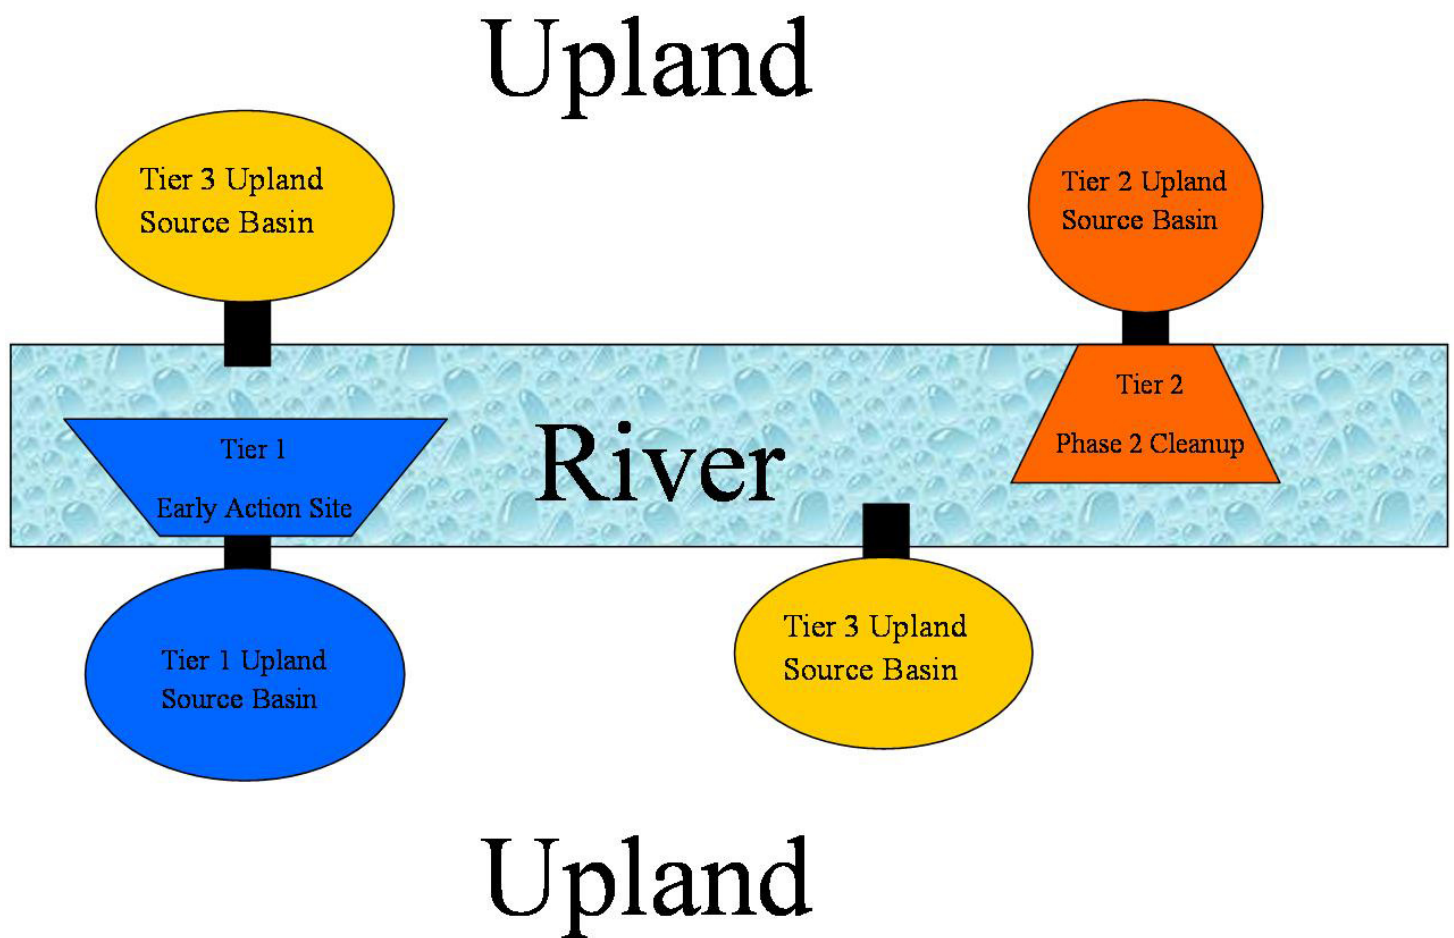 Upland
Tier 3 Upland
Source Basin
Tier 2 Upland
Source Basin
Tier 2
Phase 2 Cleanup
River
Tier 1
Early Action Site
Tier 3 Upland
Source Basin
Tier 1 Upland
Source Basin
Upland